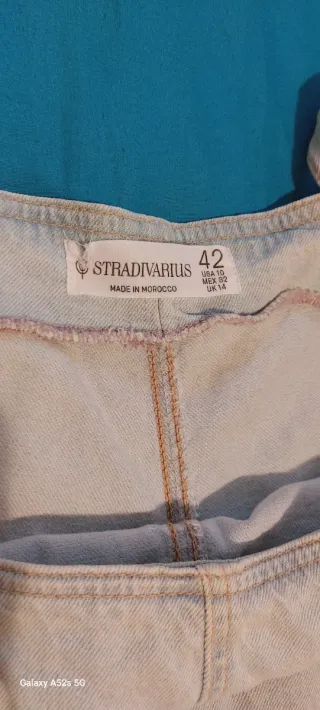 STRADIVARIUS
MADE IN MOROCCO
42
USA 10
MEX 32
UK 14
Galaxy A52s 5G